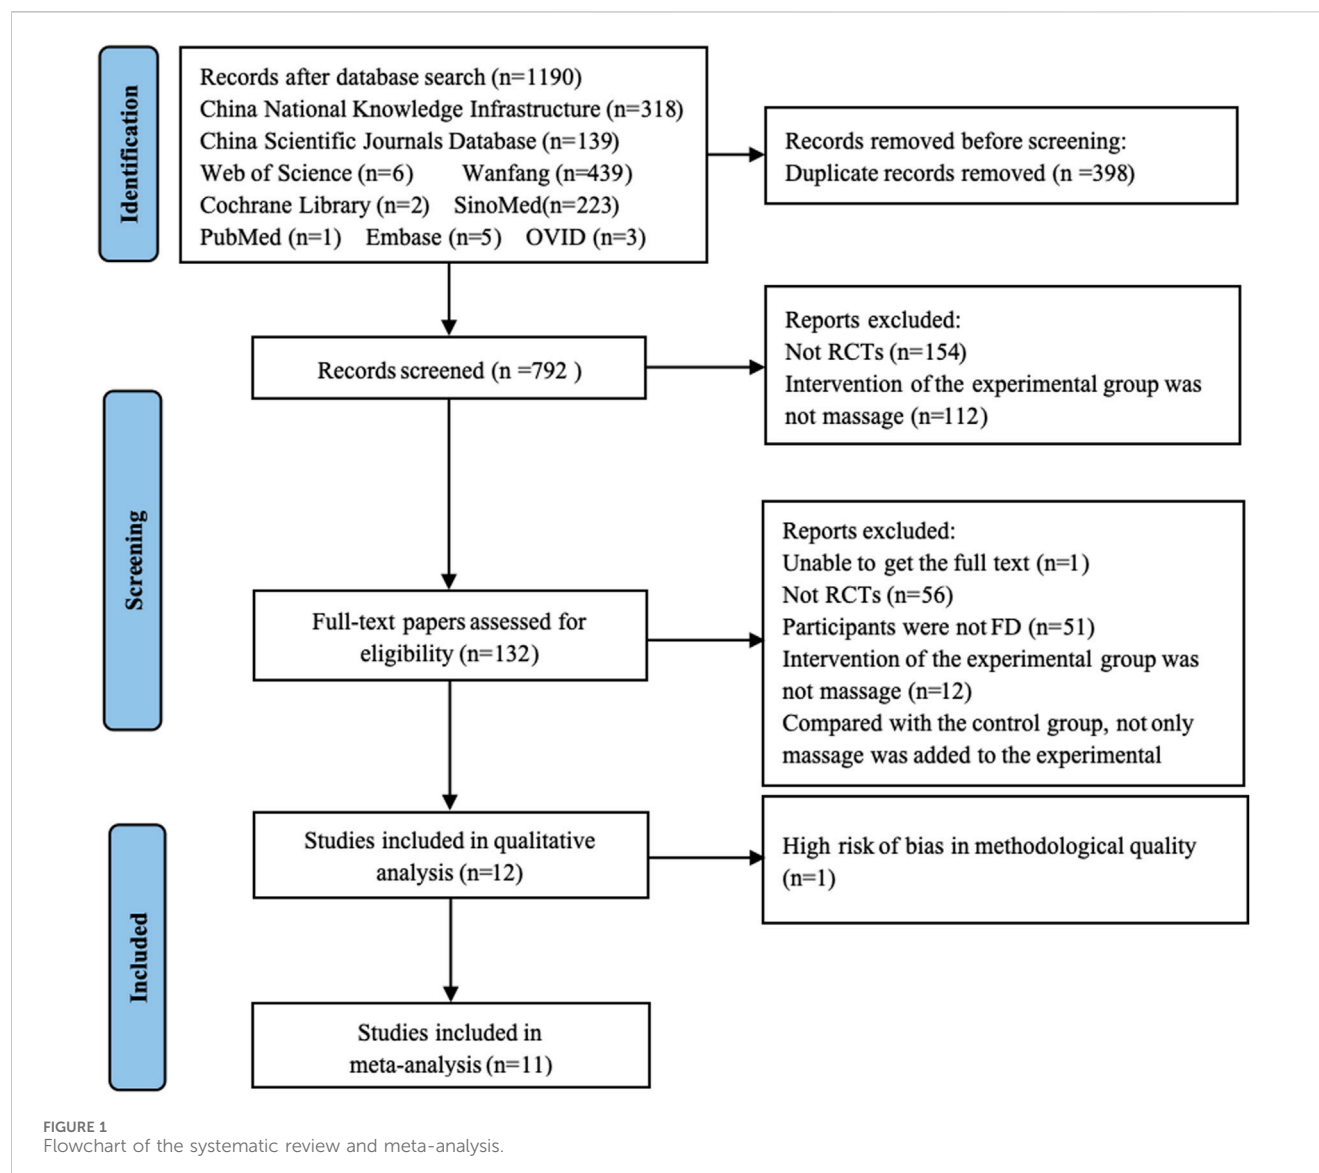 Identification
Records after database search (n=1190)
China National Knowledge Infrastructure (n=318)
China Scientific Journals Database (n=139)
Web of Science (n=6) Wanfang (n=439)
Cochrane Library (n=2) SinoMed(n=223)
PubMed (n=1) Embase (n=5) OVID (n=3)
Records removed before screening:
Duplicate records removed (n =398)
Screening
Records screened (n =792 )
Reports excluded:
Not RCTs (n=154)
Intervention of the experimental group was
not massage (n=112)
Full-text papers assessed for
eligibility (n=132)
Reports excluded:
Unable to get the full text (n=1)
Not RCTs (n=56)
Participants were not FD (n=51)
Intervention of the experimental group was
not massage (n=12)
Compared with the control group, not only
massage was added to the experimental
Included
Studies included in qualitative
analysis (n=12)
High risk of bias in methodological quality
(n=1)
Studies included in
meta-analysis (n=11)
FIGURE 1
Flowchart of the systematic review and meta-analysis.